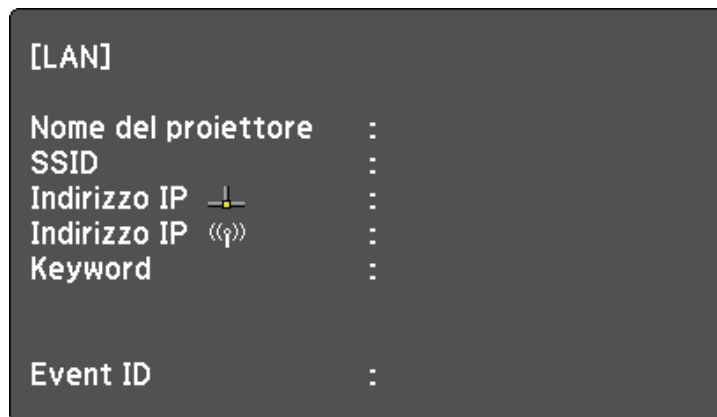 [LAN]
Nome del proiettore :
SSID :
Indirizzo IP :
Indirizzo IP :
Keyword :
Event ID :